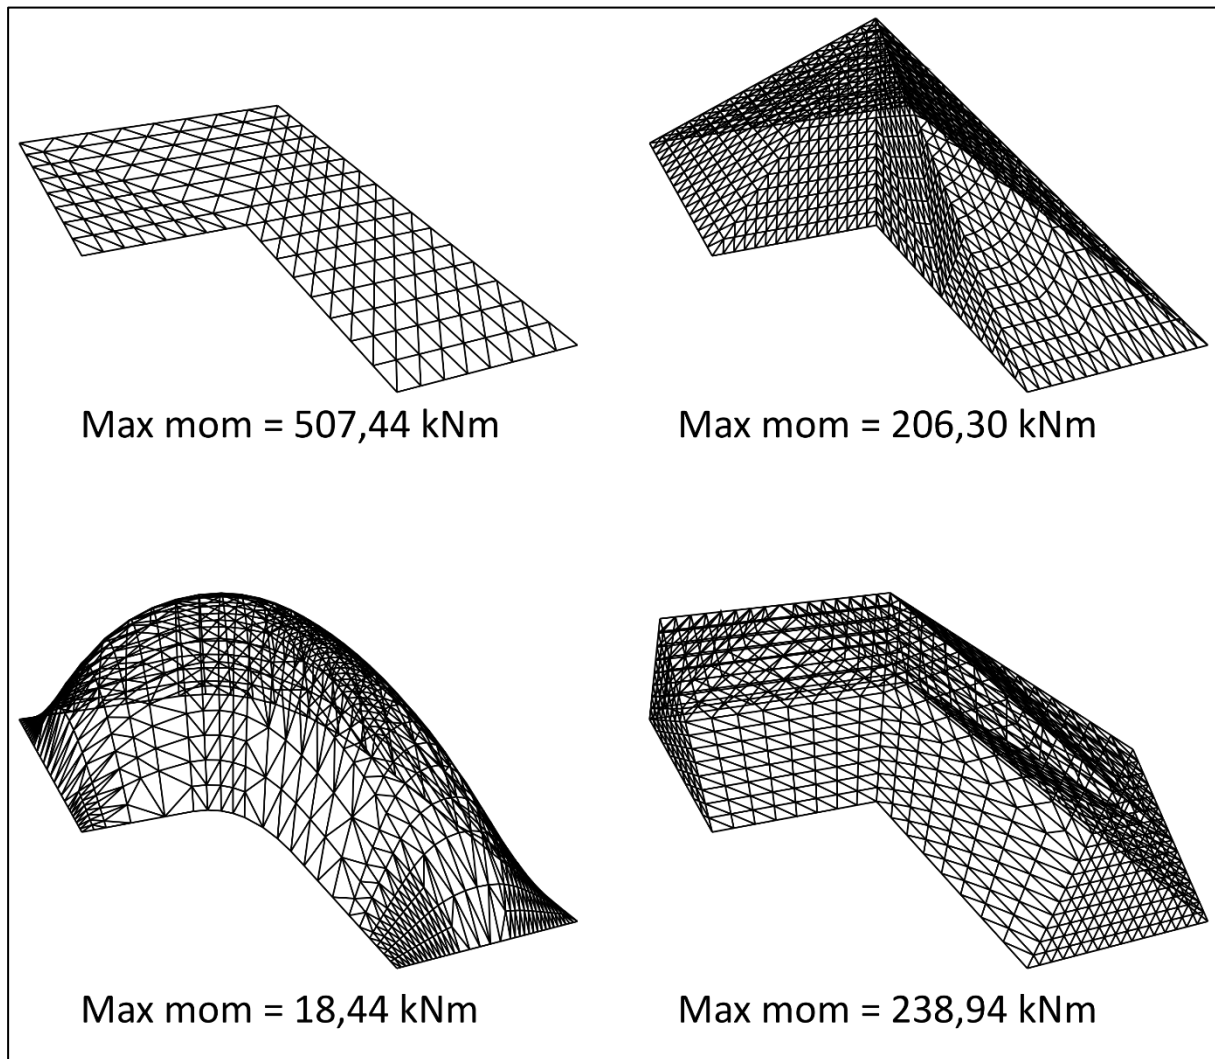 Max mom = 507,44 kNm
Max mom = 206,30 kNm
Max mom = 18,44 kNm
Max mom = 238,94 kNm